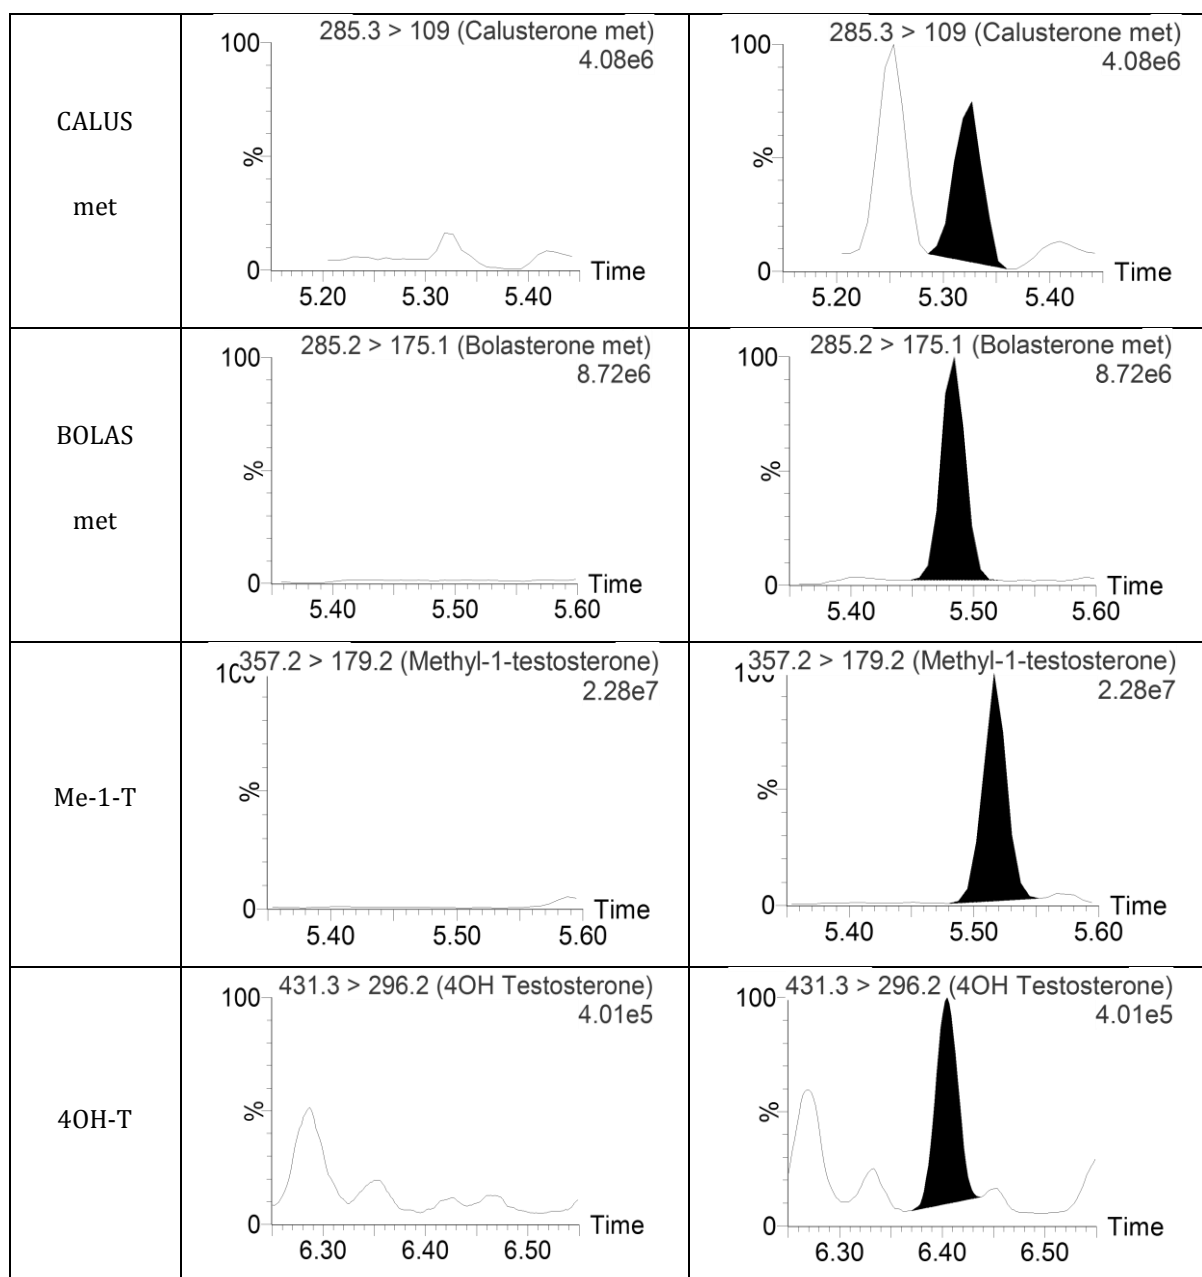 CALUS
met
285.3 > 109 (Calusterone met)
4.08e6
100
%
0
Time
5.20 5.30 5.40
285.3 > 109 (Calusterone met)
4.08e6
100
%
0
Time
5.20 5.30 5.40
BOLAS
met
285.2 > 175.1 (Bolasterone met)
8.72e6
100
%
0
Time
5.40 5.50 5.60
285.2 > 175.1 (Bolasterone met)
8.72e6
100
%
0
Time
5.40 5.50 5.60
Me-1-T
357.2 > 179.2 (Methyl-1-testosterone)
2.28e7
%
0
Time
5.40 5.50 5.60
357.2 > 179.2 (Methyl-1-testosterone)
2.28e7
%
0
Time
5.40 5.50 5.60
4OH-T
431.3 > 296.2 (4OH Testosterone)
4.01e5
100
%
0
Time
6.30 6.40 6.50
431.3 > 296.2 (4OH Testosterone)
4.01e5
100
%
0
Time
6.30 6.40 6.50